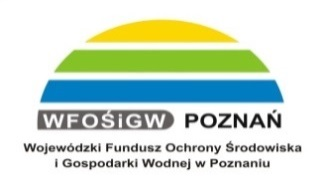 WFOŚiGW POZNAŃ
Wojewódzki Fundusz Ochrony Środowiska
i Gospodarki Wodnej w Poznaniu